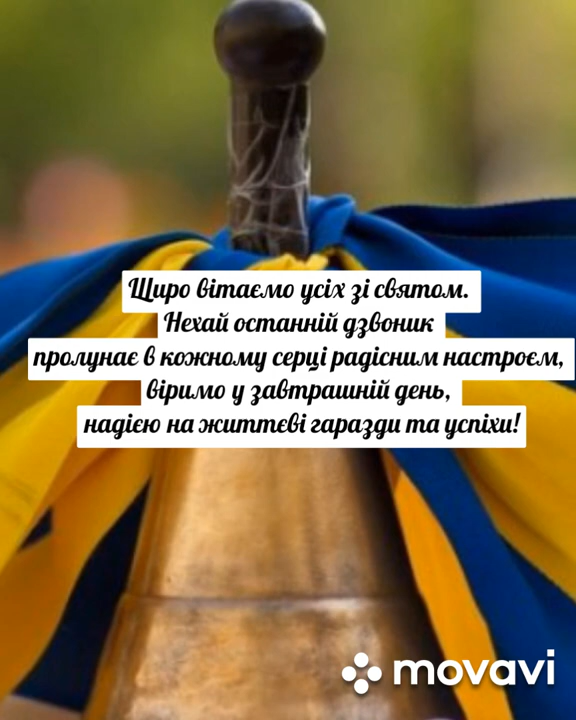 Щиро вітаємо усіх зі святом.
Нехай останній дзвоник
пролунає в кожному серці радісним настроєм,
віримо у завтрашній день,
надією на життєві гаразди та успіхи!
movavi